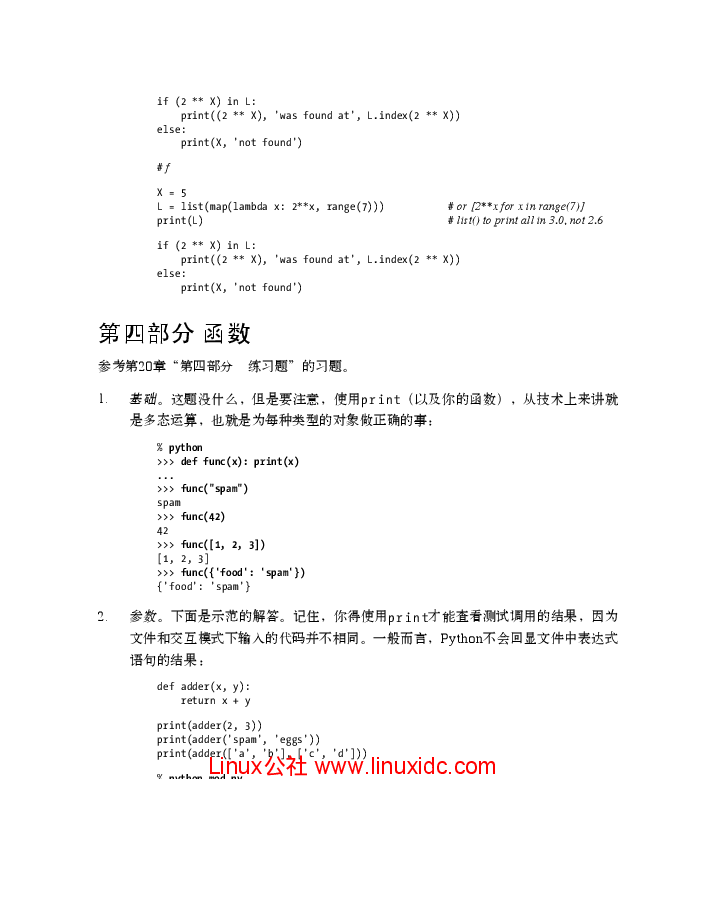 if (2 ** X) in L:
    print((2 ** X), 'was found at', L.index(2 ** X))
else:
    print(X, 'not found')
# f
X = 5
L = list(map(lambda x: 2**x, range(7)))    # or [2**x for x in range(7)]
print(L)    # list() to print all in 3.0, not 2.6
if (2 ** X) in L:
    print((2 ** X), 'was found at', L.index(2 ** X))
else:
    print(X, 'not found')
第四部分 函数
参考第20章“第四部分　练习题”的习题。
1. 基础。这题没什么，但是要注意，使用print（以及你的函数），从技术上来讲就
是多态运算，也就是为每种类型的对象做正确的事：
% python
>>> def func(x): print(x)
...
>>> func("spam")
spam
>>> func(42)
42
>>> func([1, 2, 3])
[1, 2, 3]
>>> func({'food': 'spam'})
{'food': 'spam'}
2. 参数。下面是示范的解答。记住，你得使用print才能查看测试调用的结果，因为
文件和交互模式下输入的代码并不相同。一般而言，Python不会回显文件中表达式
语句的结果：
def adder(x, y):
    return x + y
print(adder(2, 3))
print(adder('spam', 'eggs'))
print(adder(['a', 'b'], ['c', 'd']))
Linux公社 www.linuxidc.com
% python mod.py